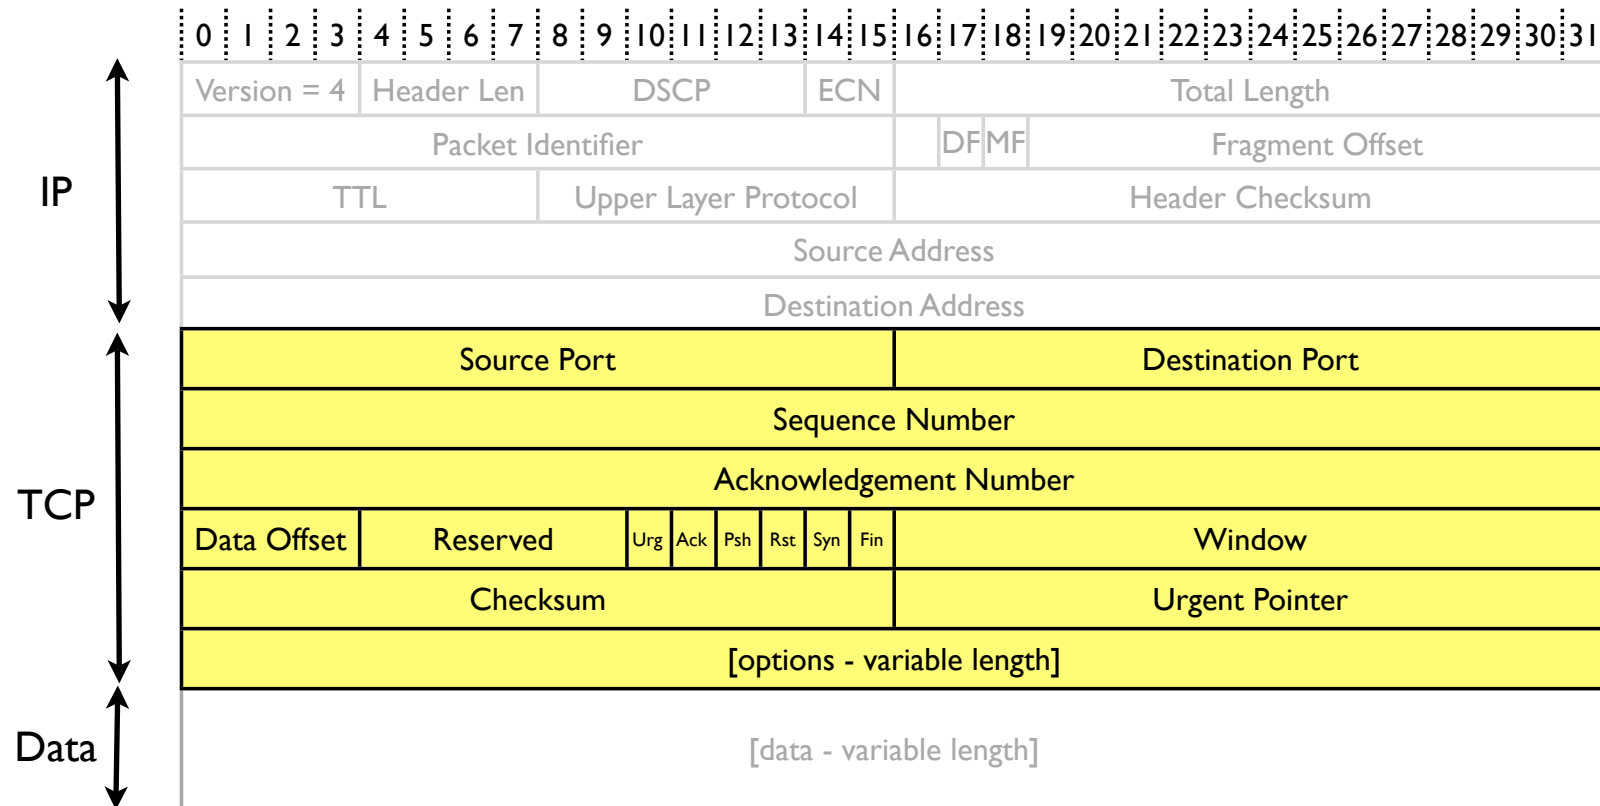 0 1 2 3 4 5 6 7 8 9 10 11 12 13 14 15 16 17 18 19 20 21 22 23 24 25 26 27 28 29 30 31
Version = 4 Header Len DSCP ECN Total Length
Packet Identifier DF MF Fragment Offset
IP
TTL Upper Layer Protocol Header Checksum
Source Address
Destination Address
Source Port Destination Port
Sequence Number
Acknowledgement Number
TCP
Data Offset Reserved Urg Ack Psh Rst Syn Fin Window
Checksum Urgent Pointer
[options - variable length]
Data
[data - variable length]